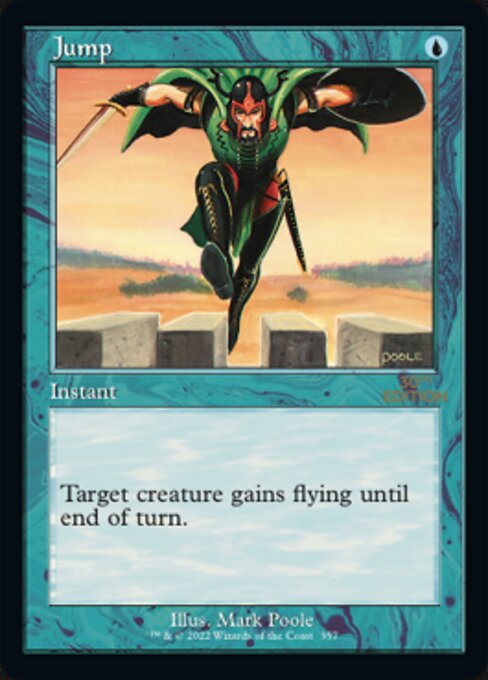 Jump
POOLE
30TH
EDITION
Instant
Target creature gains flying until
end of turn.
Illus. Mark Poole
™ & © 2022 Wizards of the Coast 357